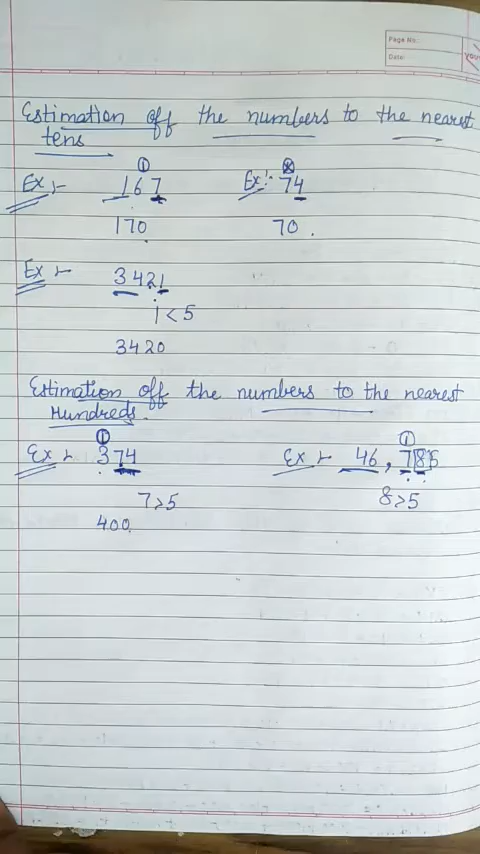 Page No.:
Date:
Estimation off the numbers to the nearest
tens
① ⓧ
Ex:- 167 Ex:- 74
170 70.
Ex:- 3421
1<5
3420
Estimation off the numbers to the nearest
Hundreds.
① ①
Ex:- 374 Ex:- 46,785
7>5 8>5
400